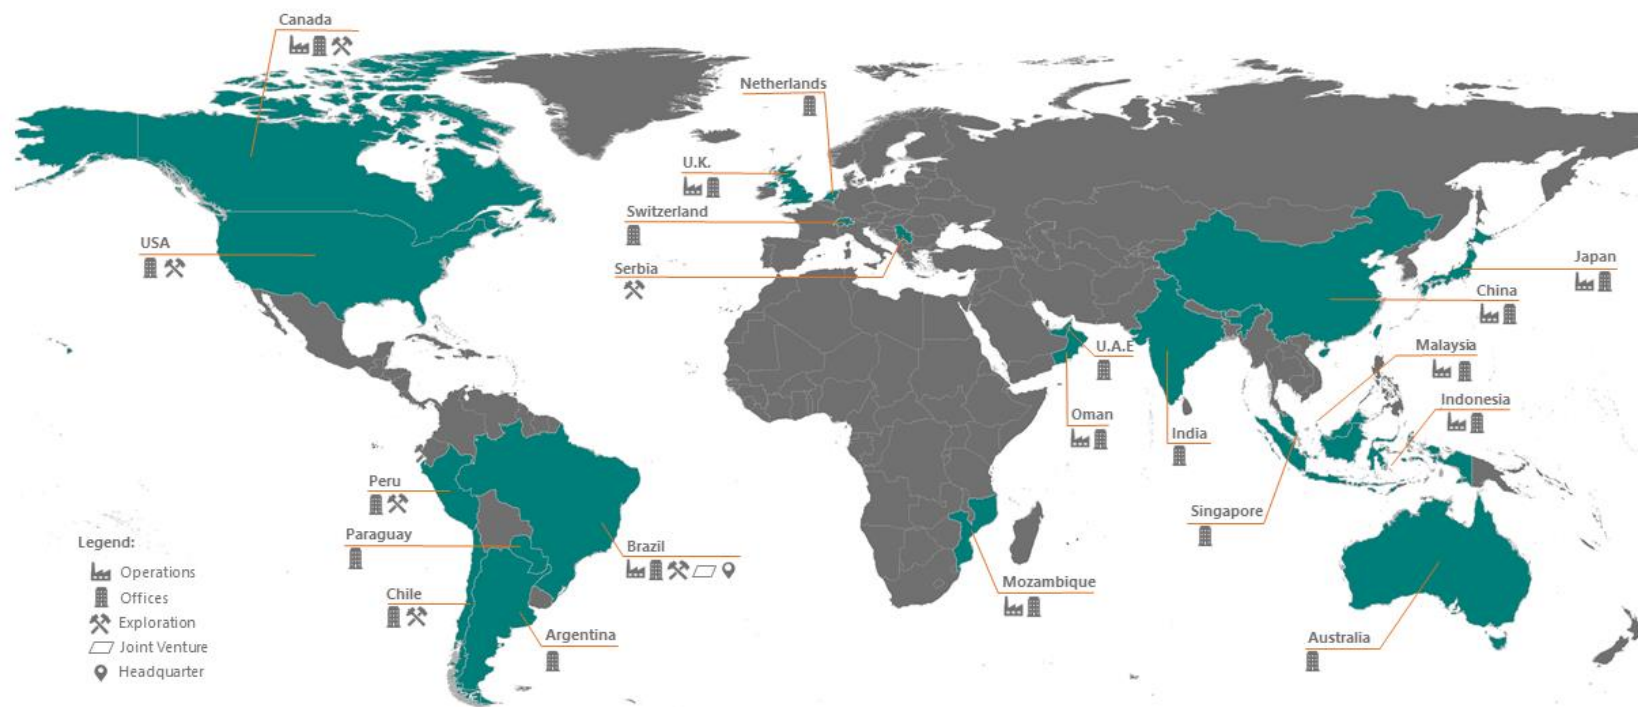 Canada
Netherlands
U.K.
Switzerland
USA
Serbia
Japan
China
U.A.E
Malaysia
Oman
Indonesia
India
Peru
Singapore
Paraguay
Brazil
Legend:
Operations
Mozambique
Chile
Offices
Exploration
Argentina
Australia
Joint Venture
Headquarter